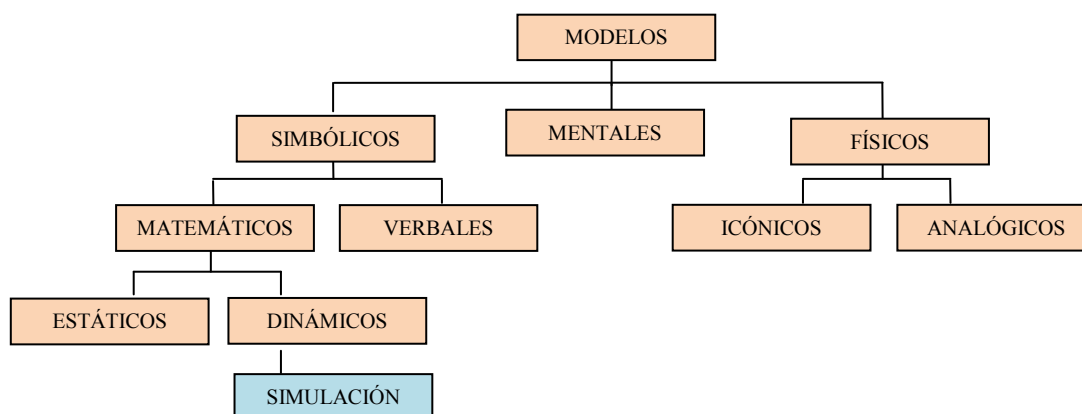 MODELOS
SIMBÓLICOS
MENTALES
FÍSICOS
MATEMÁTICOS
VERBALES
ICÓNICOS
ANALÓGICOS
ESTÁTICOS
DINÁMICOS
SIMULACIÓN